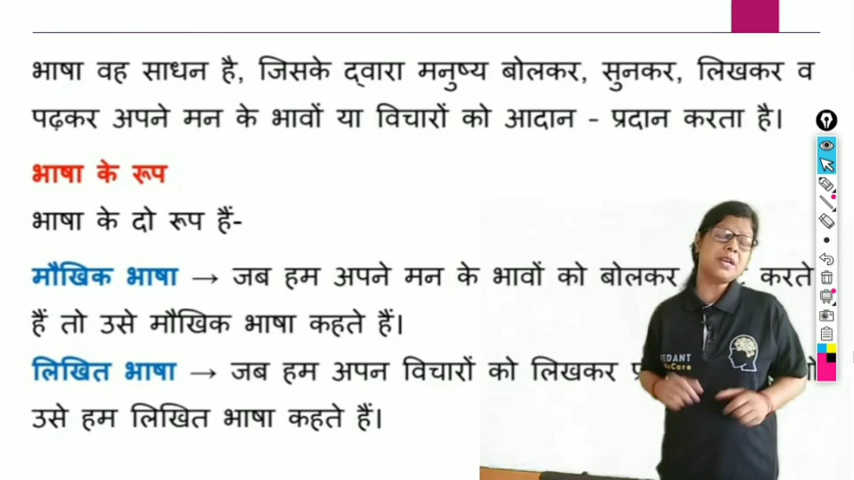 भाषा वह साधन है, जिसके द्वारा मनुष्य बोलकर, सुनकर, लिखकर व
पढ़कर अपने मन के भावों या विचारों को आदान - प्रदान करता है।
भाषा के रूप
भाषा के दो रूप हैं-
मौखिक भाषा → जब हम अपने मन के भावों को बोलकर करते
हैं तो उसे मौखिक भाषा कहते हैं।
लिखित भाषा → जब हम अपन विचारों को लिखकर
उसे हम लिखित भाषा कहते हैं।